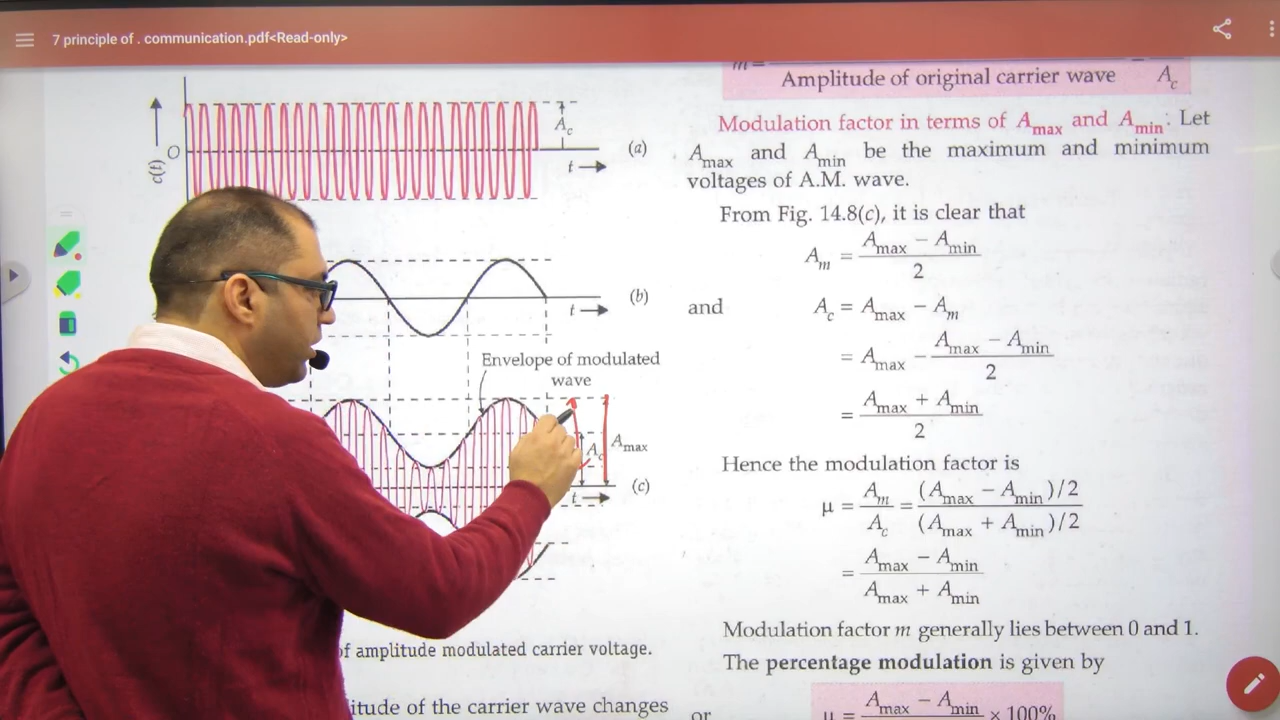 7 principle of . communication.pdf<Read-only>
c(t)
O
A_c
t
(a)
t
(b)
Envelope of modulated
wave
A_c
A_max
t
(c)
of amplitude modulated carrier voltage.
itude of the carrier wave changes
m =
Amplitude of original carrier wave
A_c
Modulation factor in terms of A_max and A_min. Let
A_max and A_min be the maximum and minimum
voltages of A.M. wave.
From Fig. 14.8(c), it is clear that
A_m = (A_max − A_min)/2
and A_c = A_max − A_m
= A_max − (A_max − A_min)/2
= (A_max + A_min)/2
Hence the modulation factor is
μ = A_m/A_c = (A_max − A_min)/2 / (A_max + A_min)/2
= (A_max − A_min)/(A_max + A_min)
Modulation factor m generally lies between 0 and 1.
The percentage modulation is given by
or μ = A_max − A_min × 100%